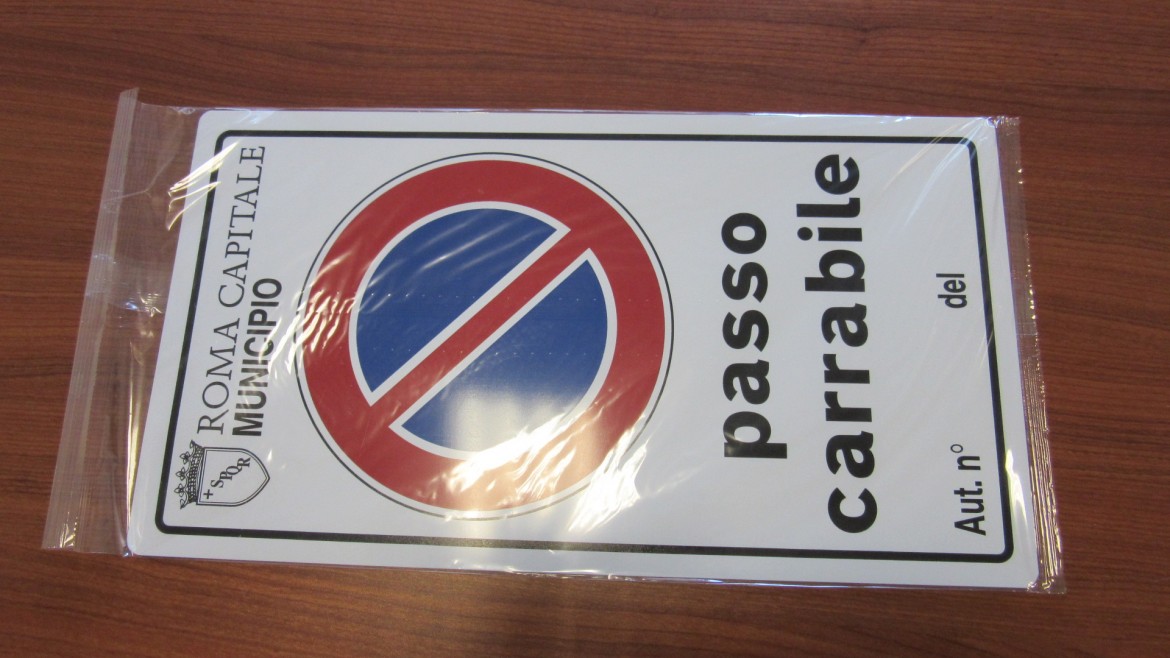 ROMA CAPITALE
+SPQR
MUNICIPIO
passo
carrabile
Aut. n° del